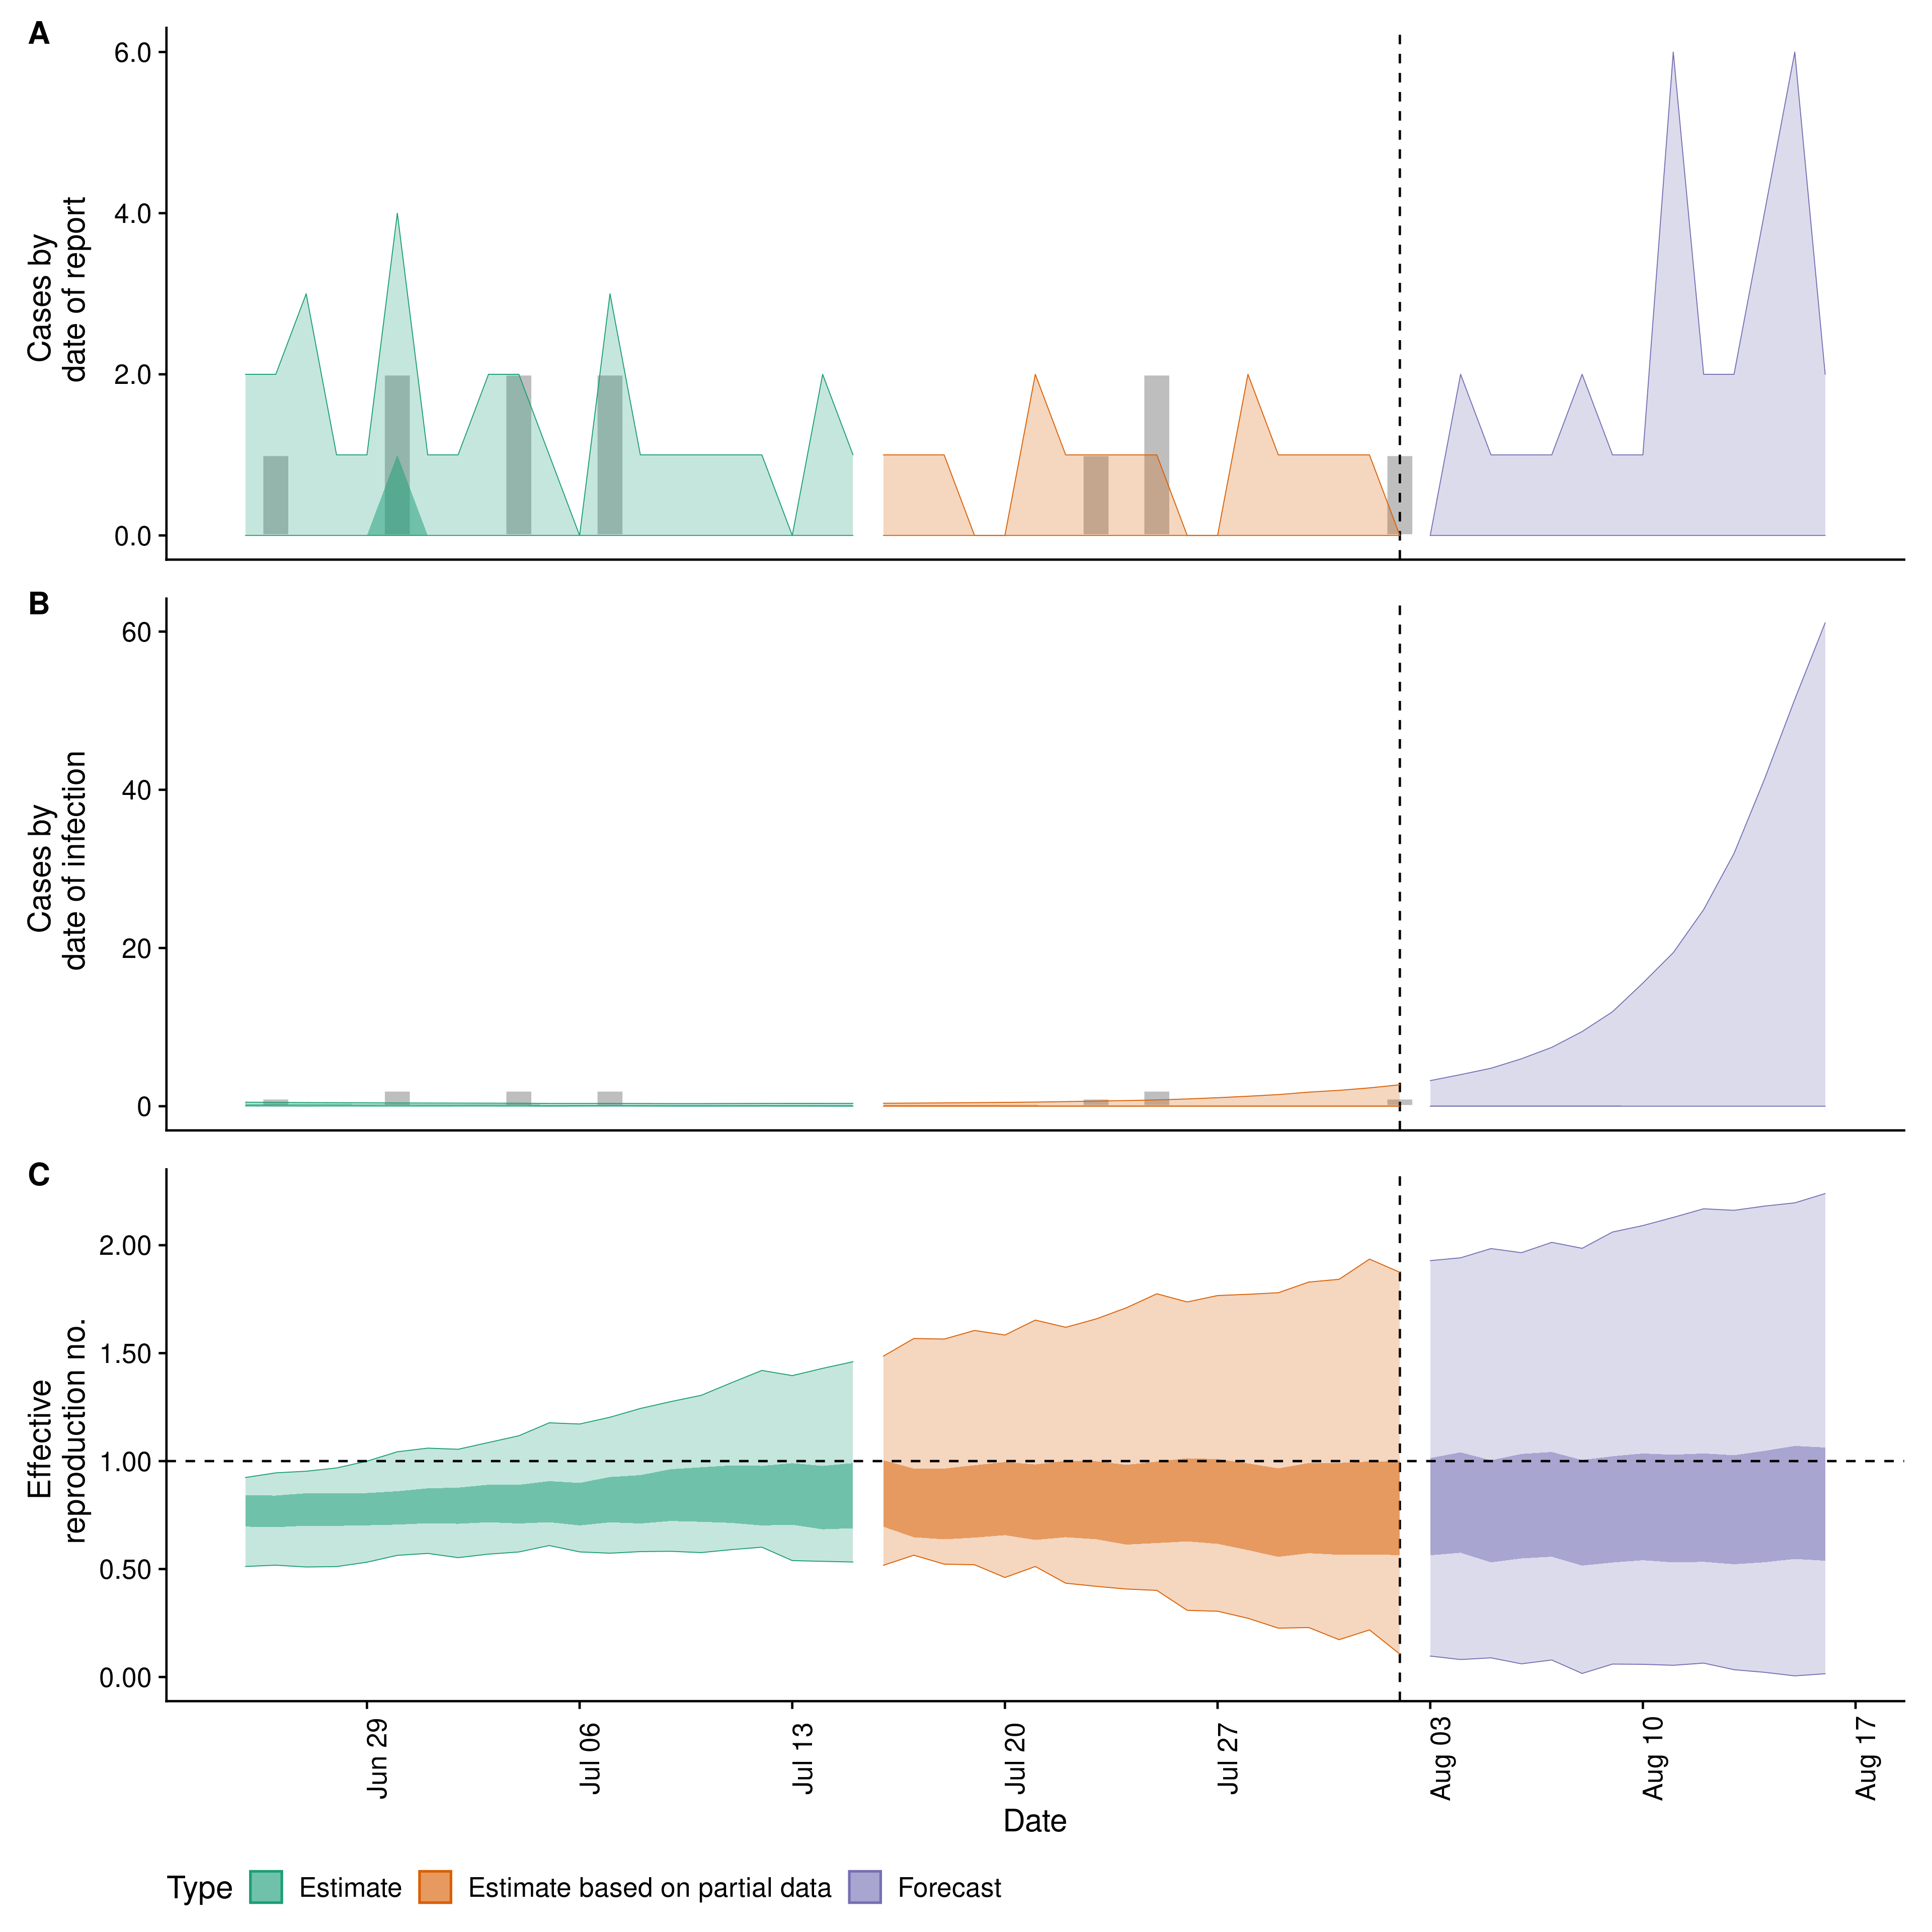 A
6.0
4.0
2.0
0.0
Cases by
date of report
B
60
40
20
0
Cases by
date of infection
C
2.00
1.50
1.00
0.50
0.00
Effective
reproduction no.
Jun 29
Jul 06
Jul 13
Jul 20
Jul 27
Aug 03
Aug 10
Aug 17
Date
Type Estimate Estimate based on partial data Forecast